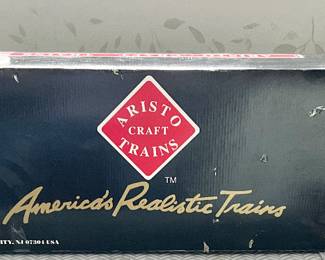 ARISTO
CRAFT
TRAINS
TM
America's Realistic Trains
ITY, NJ 07304 USA